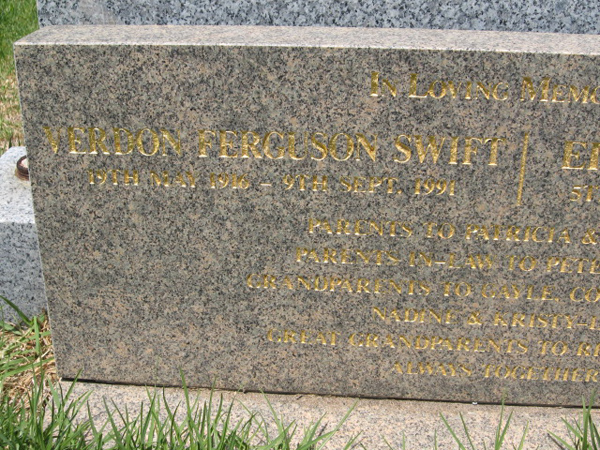 IN LOVING MEMO
VERDON FERGUSON SWIFT
19TH MAY 1916 – 9TH SEPT. 1991
PARENTS TO PATRICIA &
PARENTS IN-LAW TO PETE
GRANDPARENTS TO GAYLE, CO
NADINE & KRISTY-L
GREAT GRANDPARENTS TO
ALWAYS TOGETHER